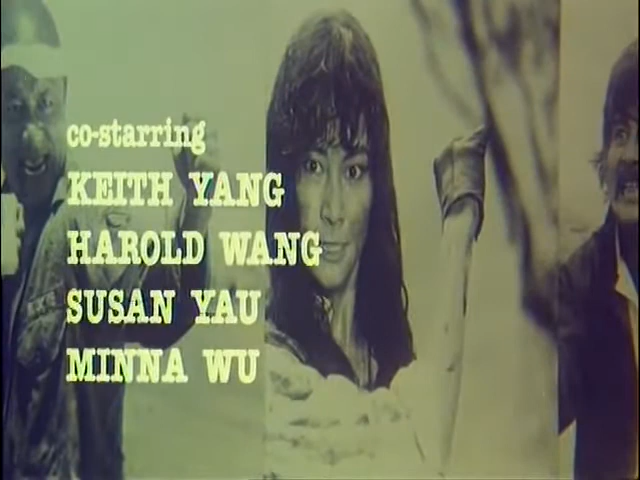 co-starring
KEITH YANG
HAROLD WANG
SUSAN YAU
MINNA WU